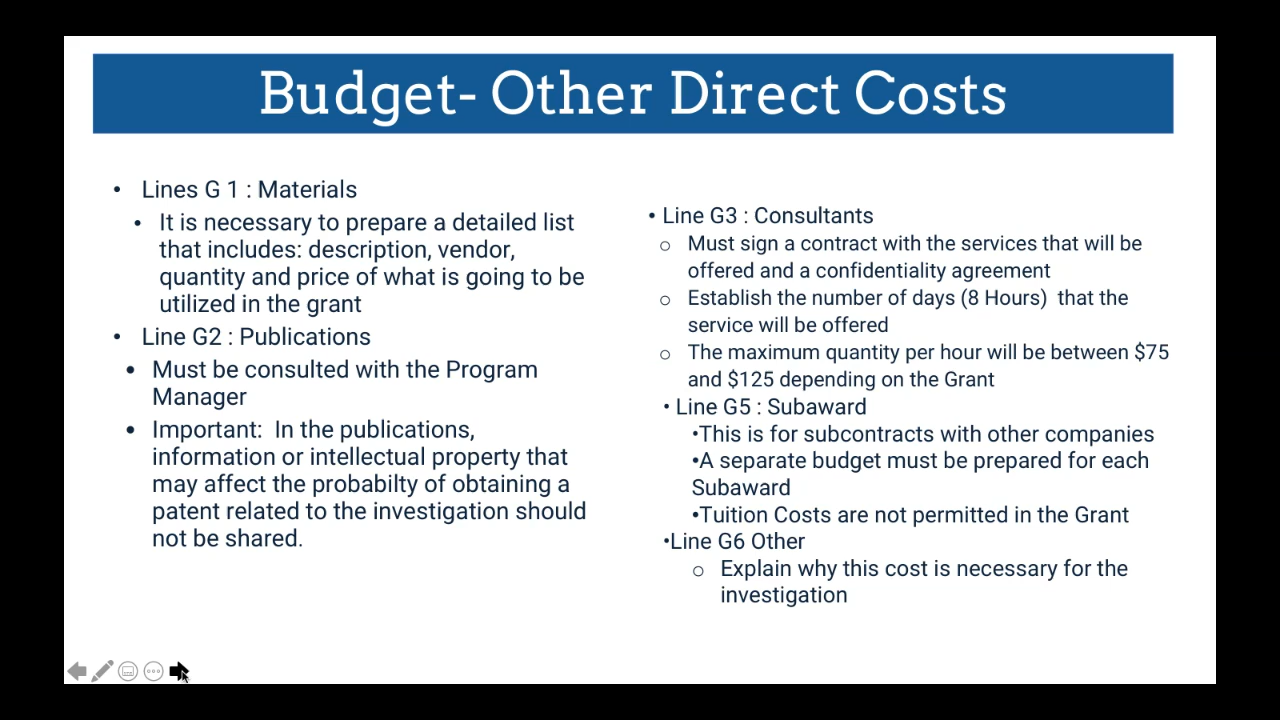 Budget- Other Direct Costs
• Lines G 1 : Materials
• It is necessary to prepare a detailed list
that includes: description, vendor,
quantity and price of what is going to be
utilized in the grant
• Line G2 : Publications
• Must be consulted with the Program
Manager
• Important:  In the publications,
information or intellectual property that
may affect the probabilty of obtaining a
patent related to the investigation should
not be shared.
• Line G3 : Consultants
○ Must sign a contract with the services that will be
offered and a confidentiality agreement
○ Establish the number of days (8 Hours)  that the
service will be offered
○ The maximum quantity per hour will be between $75
and $125 depending on the Grant
• Line G5 : Subaward
•This is for subcontracts with other companies
•A separate budget must be prepared for each
Subaward
•Tuition Costs are not permitted in the Grant
•Line G6 Other
○ Explain why this cost is necessary for the
investigation